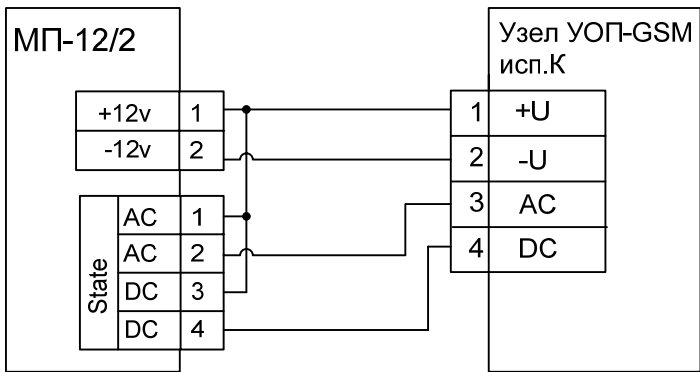 МП-12/2
+12v 1
-12v 2
State
AC 1
AC 2
DC 3
DC 4
Узел УОП-GSM
исп.К
1 +U
2 -U
3 AC
4 DC